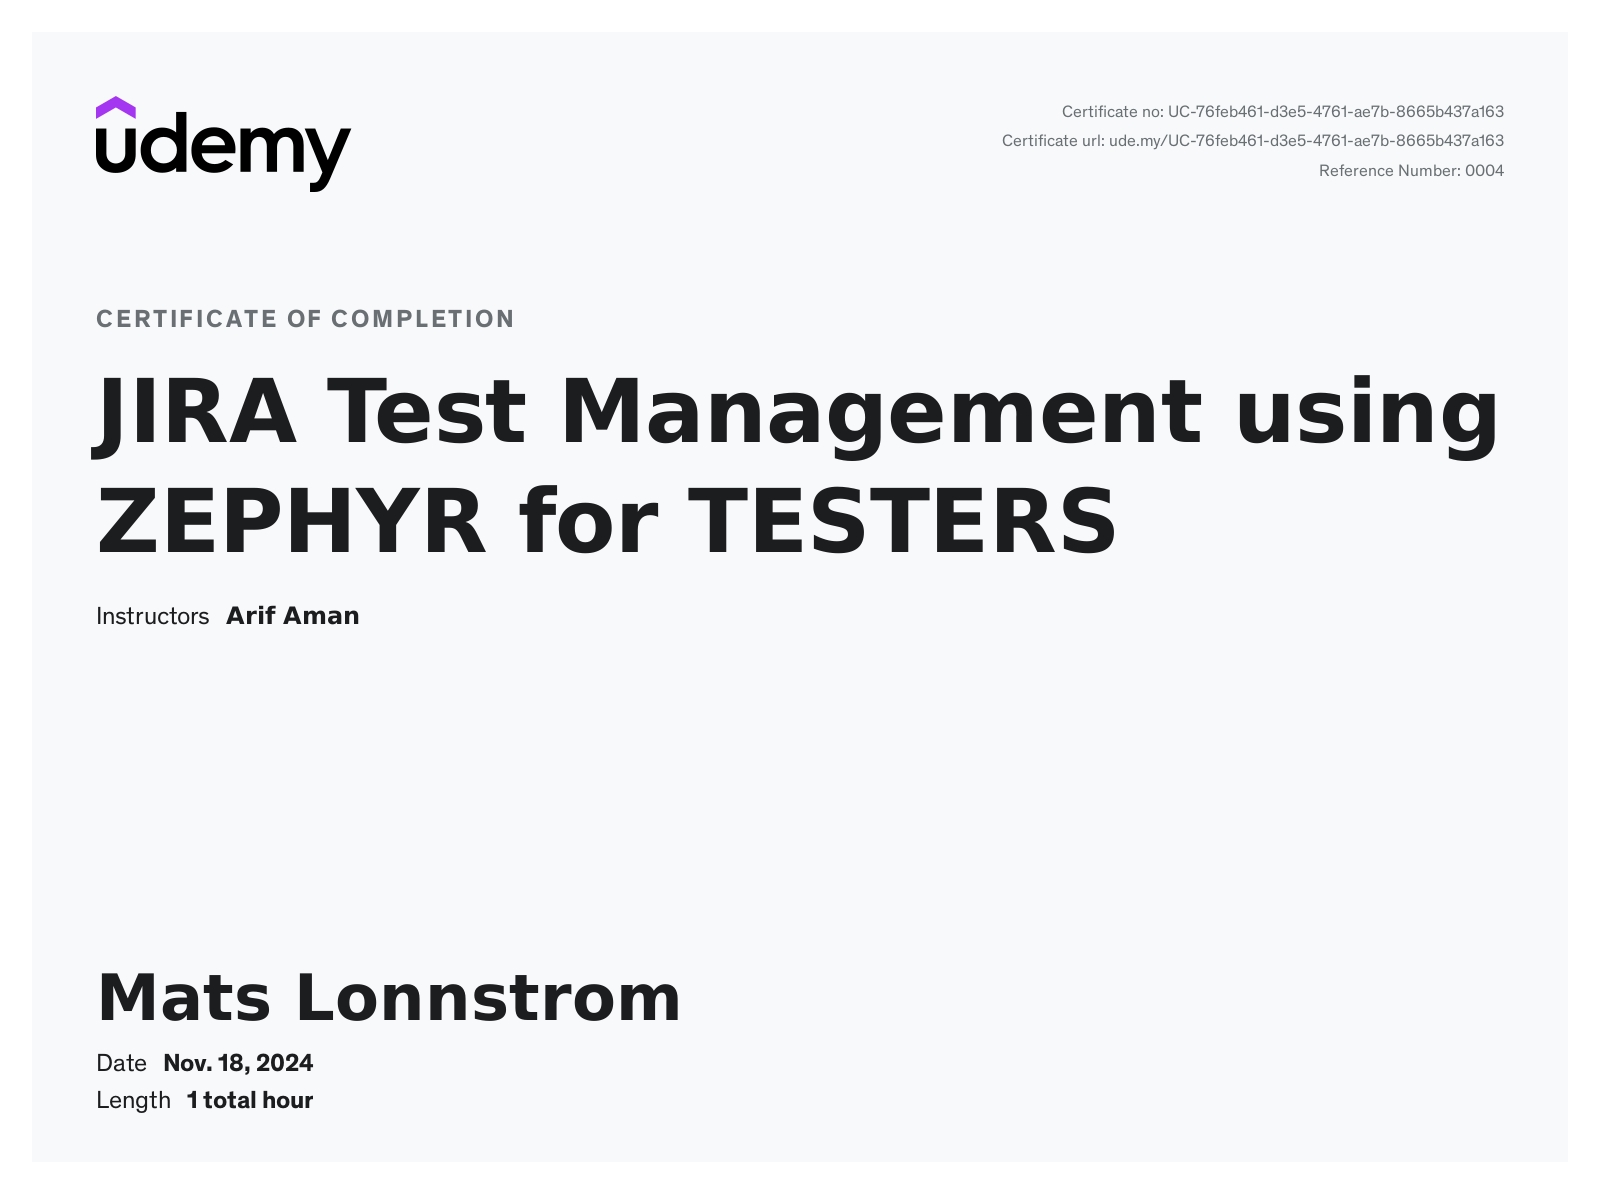 udemy
Certificate no: UC-76feb461-d3e5-4761-ae7b-8665b437a163
Certificate url: ude.my/UC-76feb461-d3e5-4761-ae7b-8665b437a163
Reference Number: 0004
CERTIFICATE OF COMPLETION
JIRA Test Management using
ZEPHYR for TESTERS
Instructors Arif Aman
Mats Lonnstrom
Date Nov. 18, 2024
Length 1 total hour